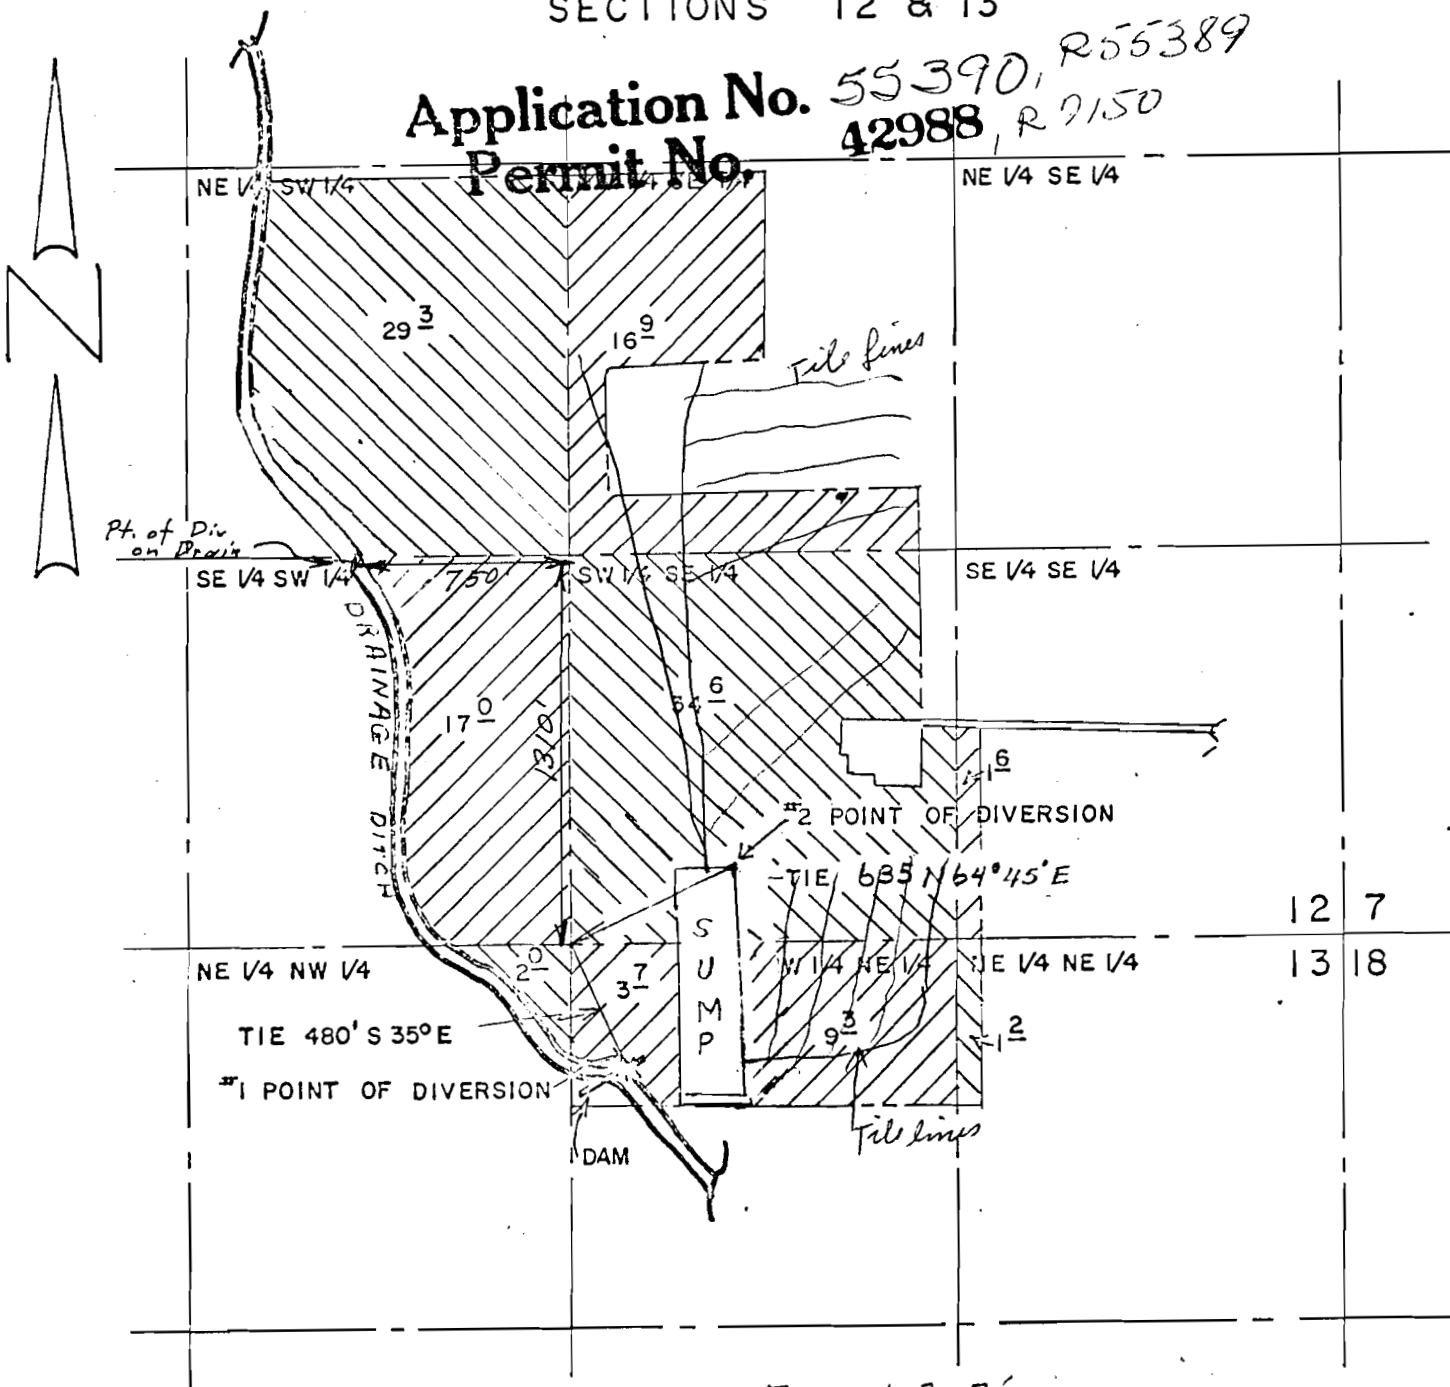 SECTIONS 12 & 13
Application No. 55390, R55389
Permit No. 42988, R
NE 1/4 SW 1/4
SE 1/4
NE 1/4 SE 1/4
N
29 3
16 9
Tile lines
Pt. of Div.
on Drain
SE 1/4 SW 1/4
750'
SW 1/4 SE 1/4
SE 1/4 SE 1/4
DRAINAGE DITCH
17 0
1310'
6
1 6
#2 POINT OF DIVERSION
TIE 635 N 64°45'E
SUMP
12 7
13 18
NE 1/4 NW 1/4
2 0
3 7
W 1/4 NE 1/4
NE 1/4 NE 1/4
TIE 480' S 35° E
9 3
1 2
#1 POINT OF DIVERSION
Tile lines
DAM